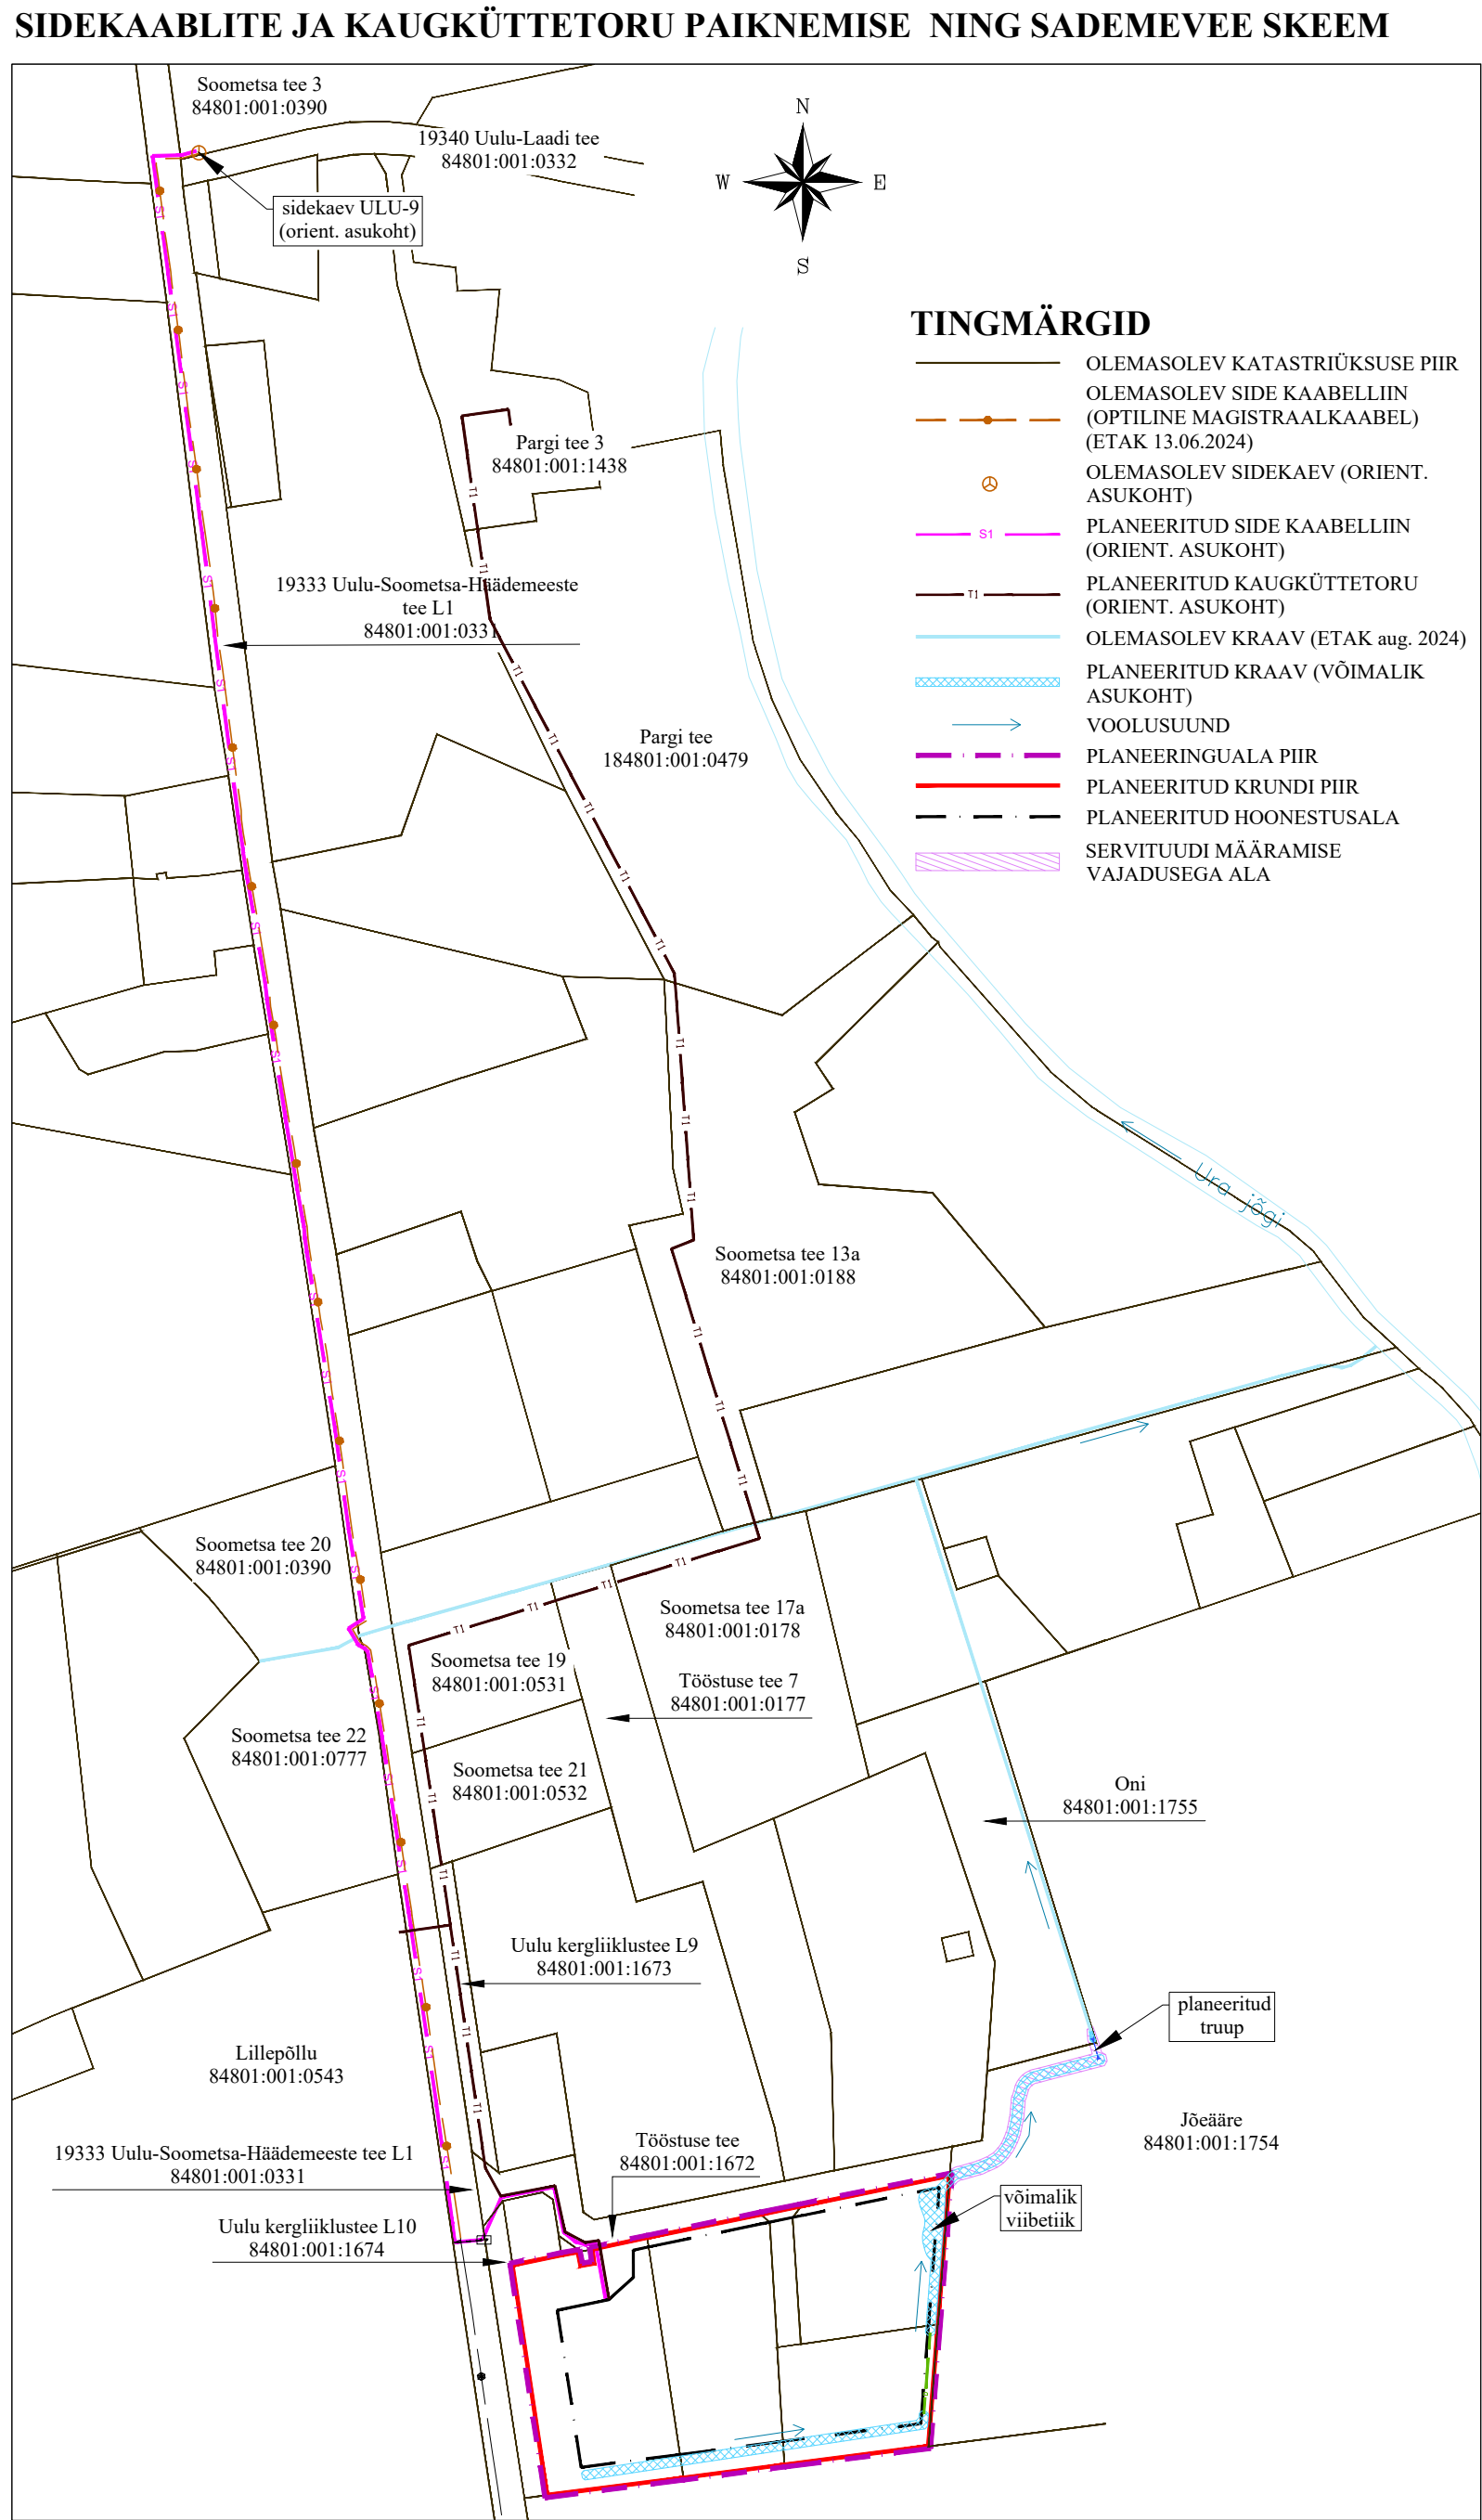 SIDEKAABLITE JA KAUGKÜTTETORU PAIKNEMISE NING SADEMEVEE SKEEM
Soometsa tee 3
84801:001:0390
19340 Uulu-Laadi tee
84801:001:0332
sidekaev ULU-9
(orient. asukoht)
N
W
E
S
TINGMÄRGID
OLEMASOLEV KATASTRIÜKSUSE PIIR
OLEMASOLEV SIDE KAABELLIIN
(OPTILINE MAGISTRAALKAABEL)
(ETAK 13.06.2024)
OLEMASOLEV SIDEKAEV (ORIENT.
ASUKOHT)
S1
PLANEERITUD SIDE KAABELLIIN
(ORIENT. ASUKOHT)
T1
PLANEERITUD KAUGKÜTTETORU
(ORIENT. ASUKOHT)
OLEMASOLEV KRAAV (ETAK aug. 2024)
PLANEERITUD KRAAV (VÕIMALIK
ASUKOHT)
VOOLUSUUND
PLANEERINGUALA PIIR
PLANEERITUD KRUNDI PIIR
PLANEERITUD HOONESTUSALA
SERVITUUDI MÄÄRAMISE
VAJADUSEGA ALA
Pargi tee 3
84801:001:1438
19333 Uulu-Soometsa-Häädemeeste
tee L1
84801:001:0331
Pargi tee
184801:001:0479
Ura jõgi
Soometsa tee 13a
84801:001:0188
Soometsa tee 20
84801:001:0390
Soometsa tee 17a
84801:001:0178
Soometsa tee 19
84801:001:0531
Tööstuse tee 7
84801:001:0177
Soometsa tee 22
84801:001:0777
Soometsa tee 21
84801:001:0532
Oni
84801:001:1755
Uulu kergliiklustee L9
84801:001:1673
planeeritud
truup
Lillepõllu
84801:001:0543
Jõeääre
84801:001:1754
19333 Uulu-Soometsa-Häädemeeste tee L1
84801:001:0331
Tööstuse tee
84801:001:1672
võimalik
viibetiik
Uulu kergliiklustee L10
84801:001:1674